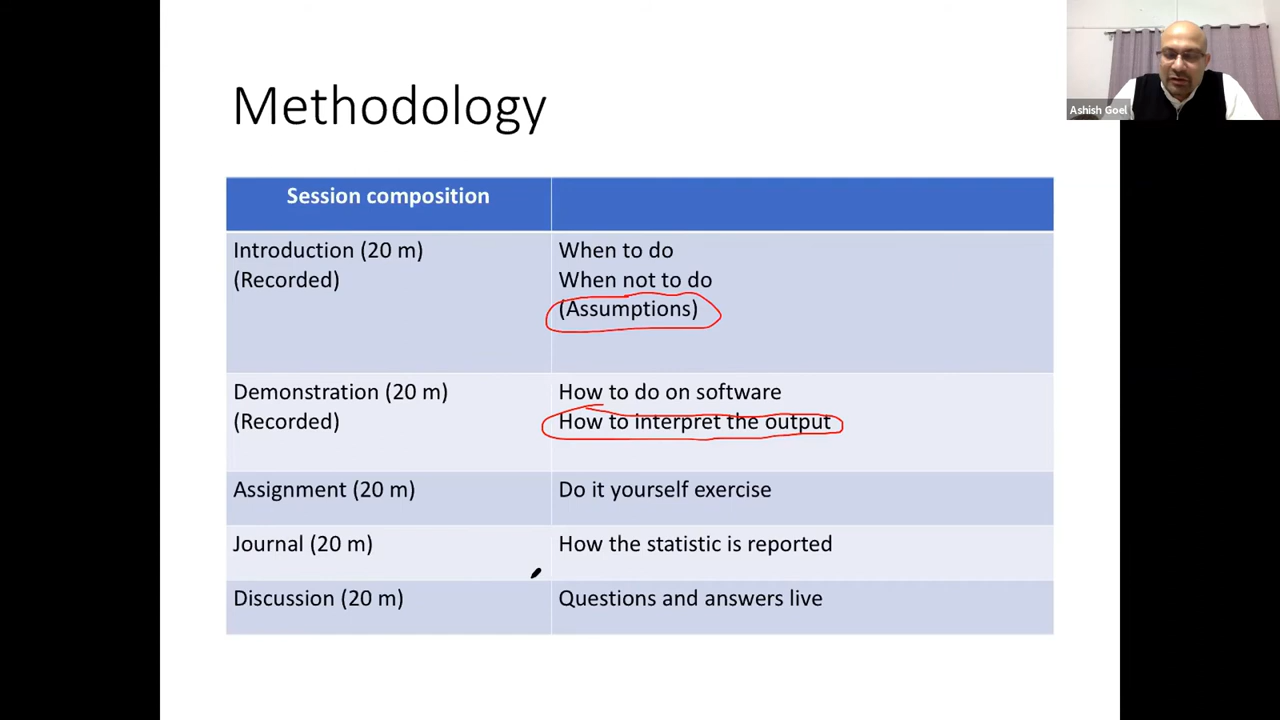 Methodology
Ashish Goel
Session composition
Introduction (20 m)
(Recorded)
When to do
When not to do
(Assumptions)
Demonstration (20 m)
(Recorded)
How to do on software
How to interpret the output
Assignment (20 m)
Do it yourself exercise
Journal (20 m)
How the statistic is reported
Discussion (20 m)
Questions and answers live